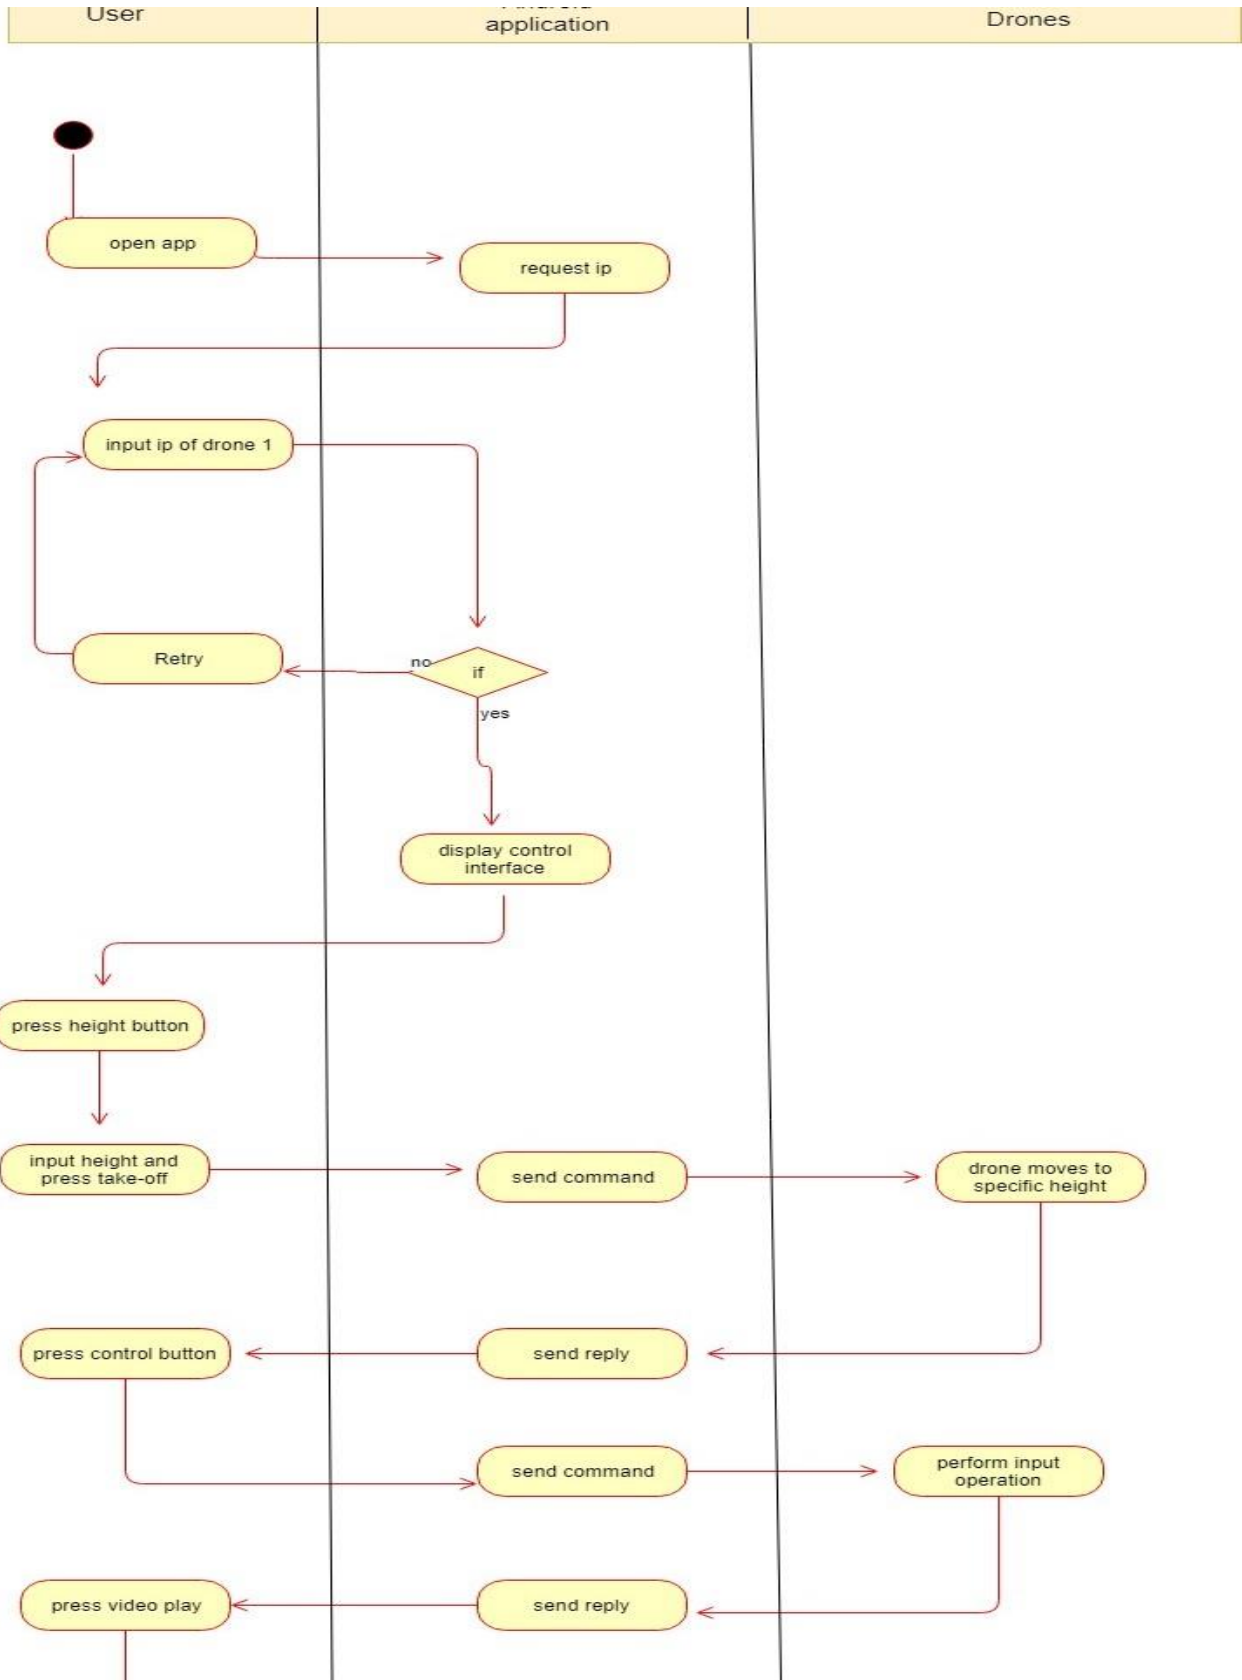 User
application
Drones
open app
request ip
input ip of drone 1
Retry
no
if
yes
display control
interface
press height button
input height and
press take-off
send command
drone moves to
specific height
press control button
send reply
send command
perform input
operation
press video play
send reply